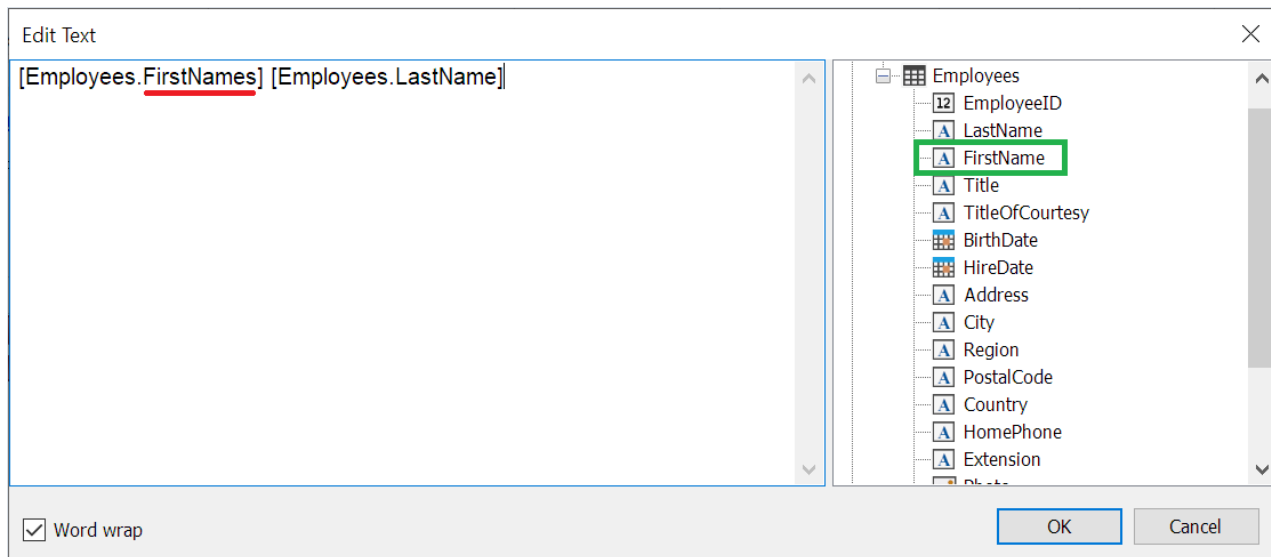 Edit Text
[Employees.FirstNames] [Employees.LastName]
Employees
12 EmployeeID
A LastName
A FirstName
A Title
A TitleOfCourtesy
BirthDate
HireDate
A Address
A City
A Region
A PostalCode
A Country
A HomePhone
A Extension
Word wrap
OK Cancel